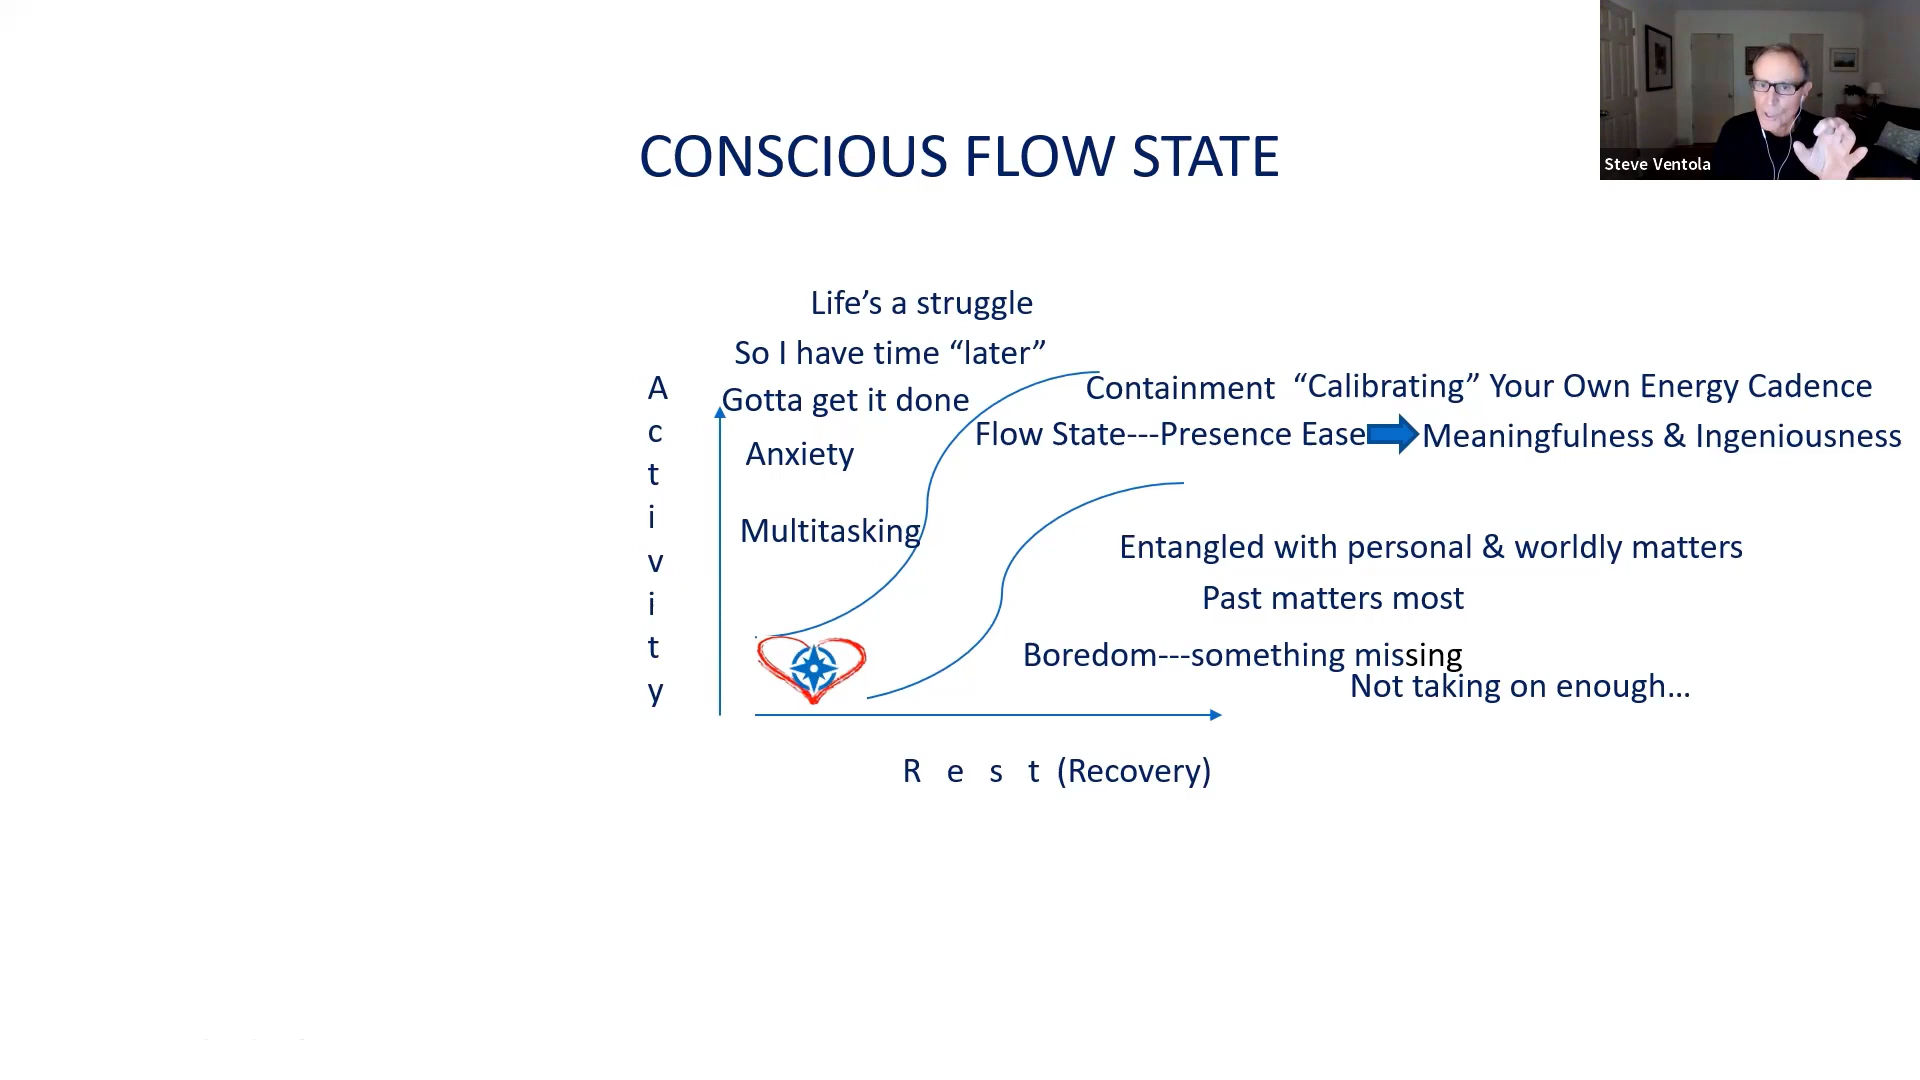 Steve Ventola
CONSCIOUS FLOW STATE
Life’s a struggle
So I have time “later”
Gotta get it done
Anxiety
Multitasking
Activity
Containment “Calibrating” Your Own Energy Cadence
Flow State---Presence Ease Meaningfulness & Ingeniousness
Entangled with personal & worldly matters
Past matters most
Boredom---something missing
Not taking on enough...
R e s t (Recovery)